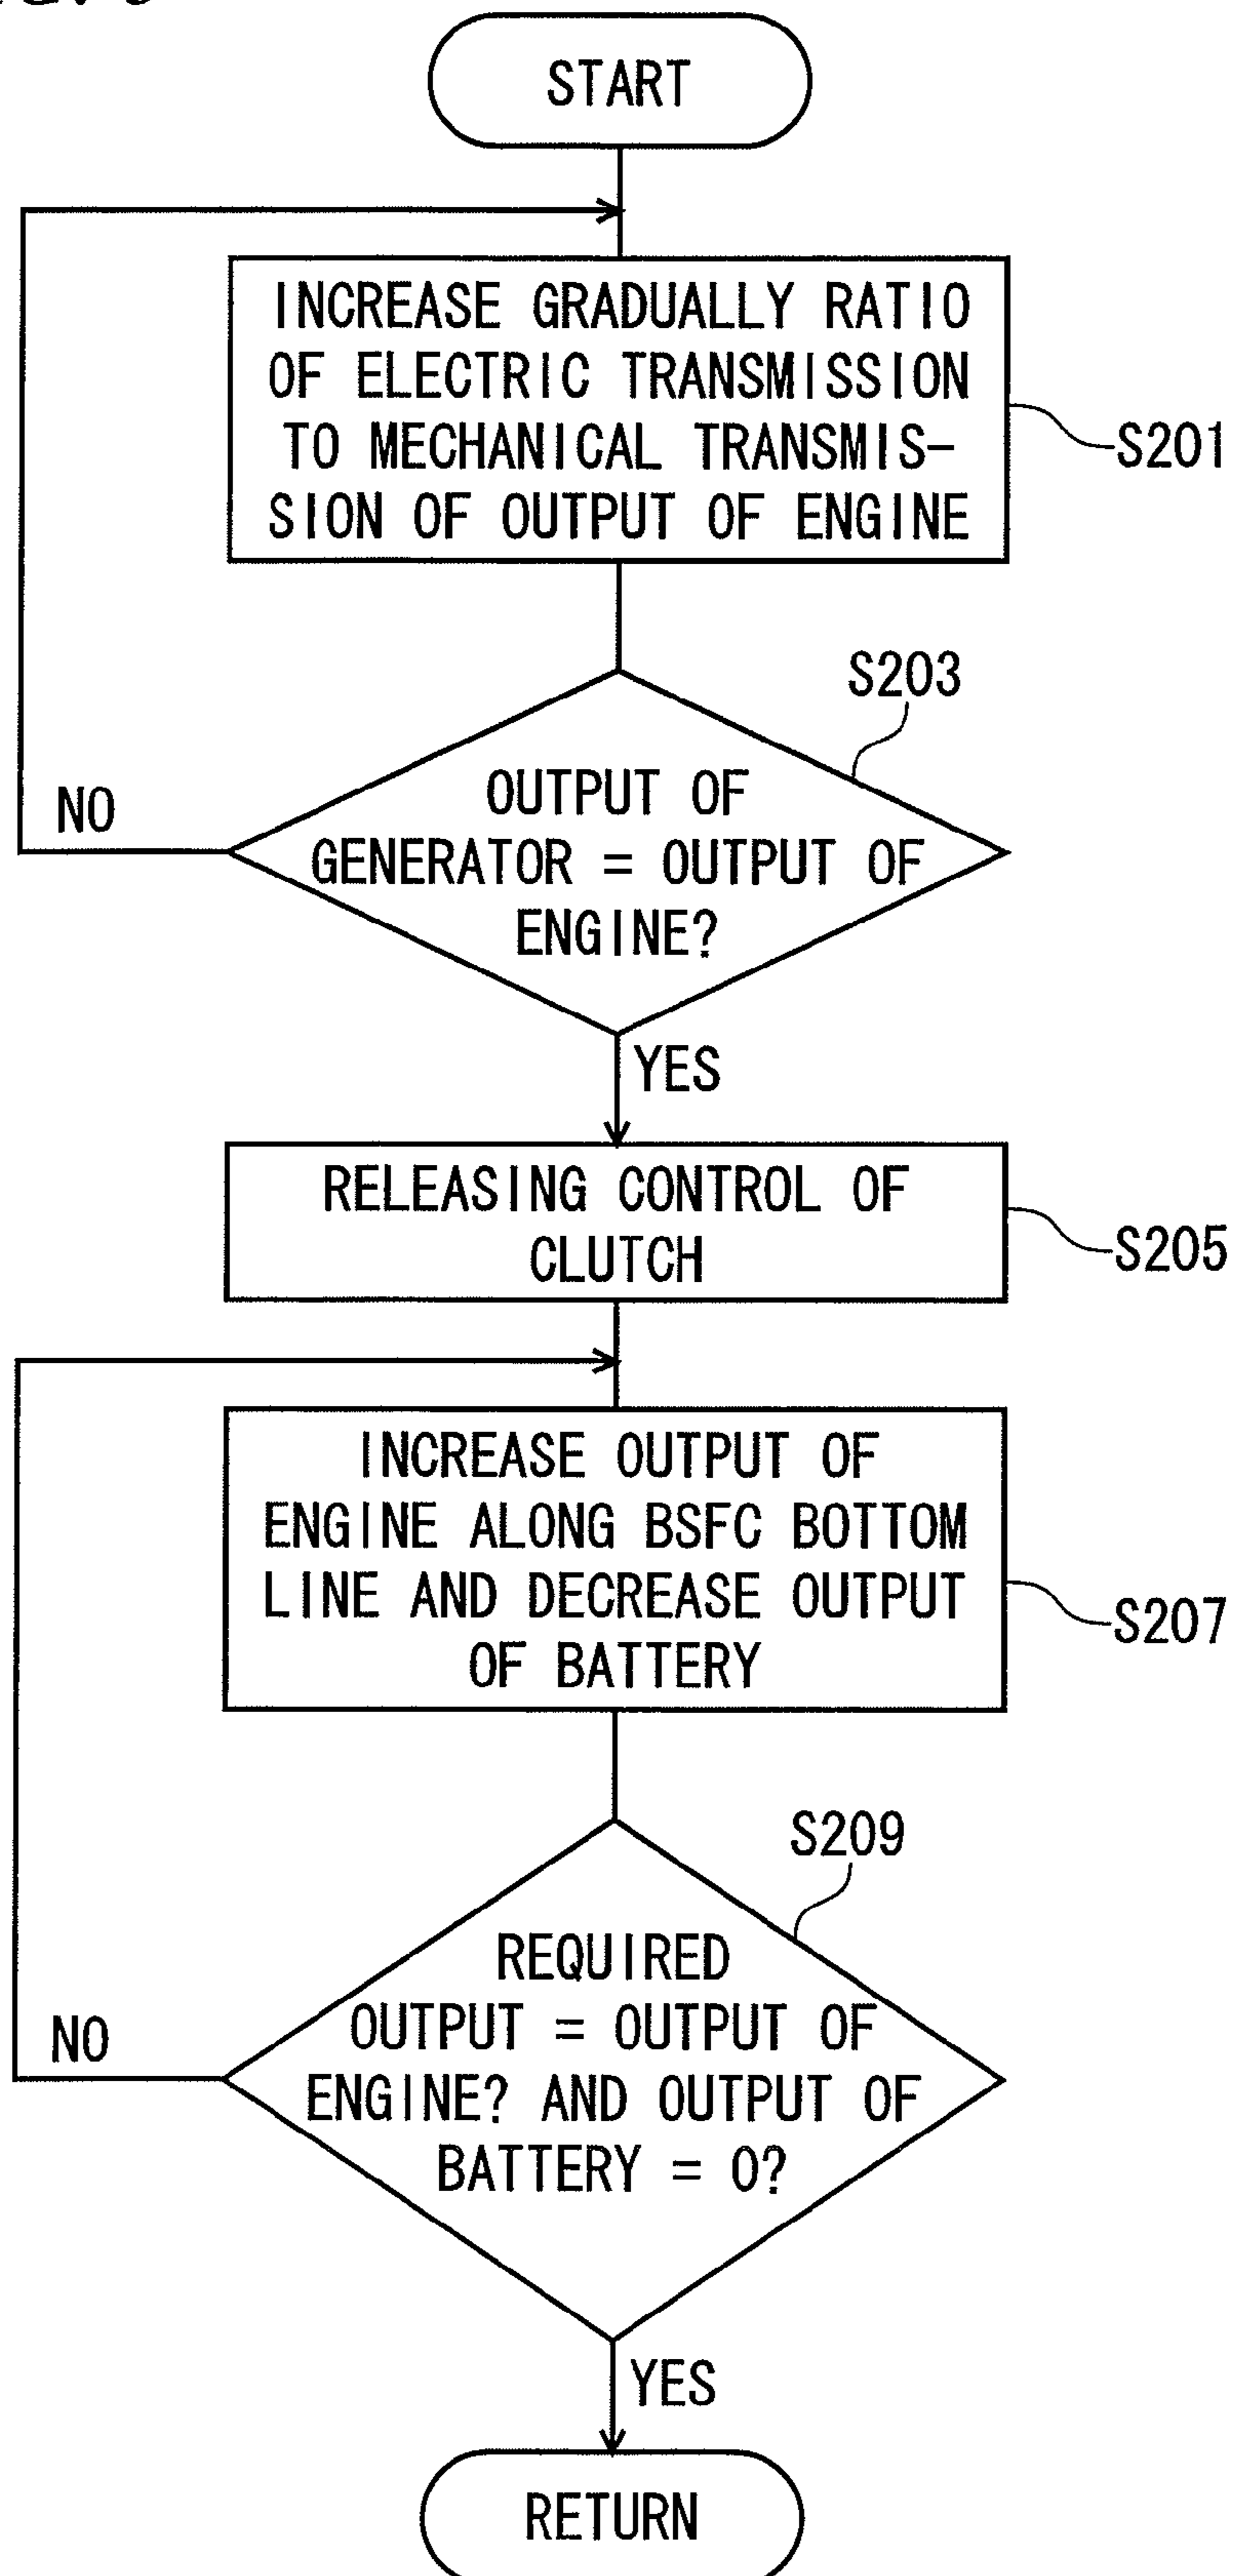 START
INCREASE GRADUALLY RATIO
OF ELECTRIC TRANSMISSION
TO MECHANICAL TRANSMIS-
SION OF OUTPUT OF ENGINE
S201
S203
OUTPUT OF
GENERATOR = OUTPUT OF
ENGINE?
NO
YES
RELEASING CONTROL OF
CLUTCH
S205
INCREASE OUTPUT OF
ENGINE ALONG BSFC BOTTOM
LINE AND DECREASE OUTPUT
OF BATTERY
S207
S209
REQUIRED
OUTPUT = OUTPUT OF
ENGINE? AND OUTPUT OF
BATTERY = 0?
NO
YES
RETURN